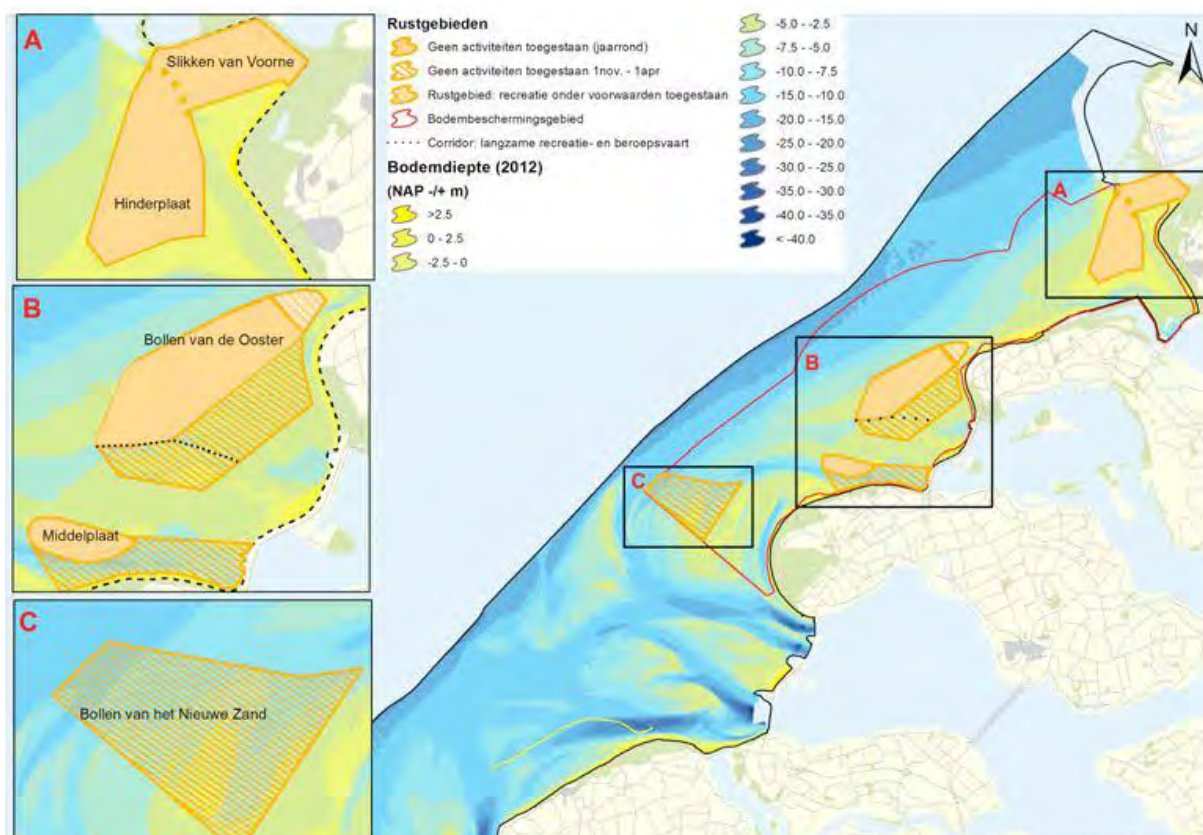 A
Slikken van Voorne
Hinderplaat
B
Bollen van de Ooster
Middelplaat
C
Bollen van het Nieuwe Zand
Rustgebieden
Geen activiteiten toegestaan (jaarrond)
Geen activiteiten toegestaan 1nov. - 1apr
Rustgebied: recreatie onder voorwaarden toegestaan
Bodembeschermingsgebied
Corridor: langzame recreatie- en beroepsvaart
Bodemdiepte (2012)
(NAP -/+ m)
>2.5
0 - 2.5
-2.5 - 0
-5.0 - -2.5
-7.5 - -5.0
-10.0 - -7.5
-15.0 - -10.0
-20.0 - -15.0
-25.0 - -20.0
-30.0 - -25.0
-35.0 - -30.0
-40.0 - -35.0
< -40.0
N
A
B
C